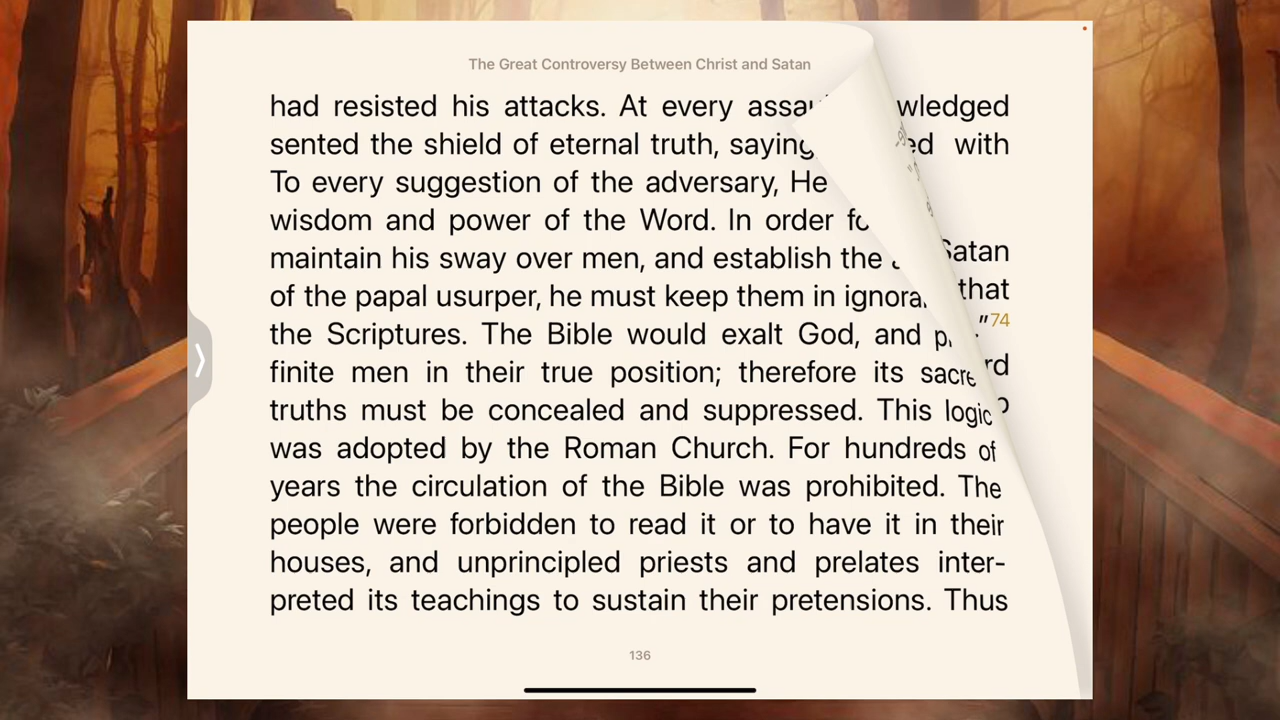 The Great Controversy Between Christ and Satan
had resisted his attacks. At every wledged
sented the shield of eternal truth, saying, ed with
To every suggestion of the adversary, He
wisdom and power of the Word. In order
maintain his sway over men, and establish the Satan
of the papal usurper, he must keep them in that
the Scriptures. The Bible would exalt God, and ”74
finite men in their true position; therefore its rd
truths must be concealed and suppressed. This logic
was adopted by the Roman Church. For hundreds of
years the circulation of the Bible was prohibited. The
people were forbidden to read it or to have it in their
houses, and unprincipled priests and prelates inter-
preted its teachings to sustain their pretensions. Thus
136